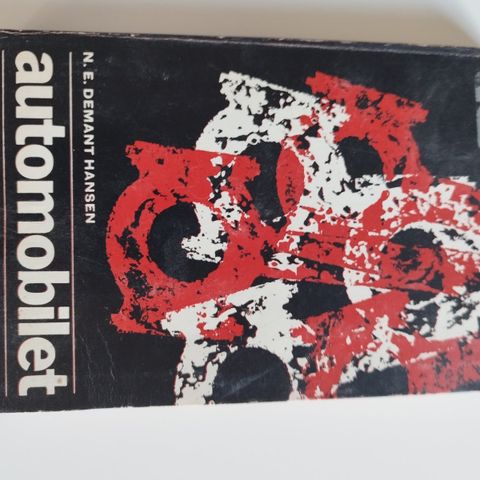 N. E. DEMANT HANSEN
automobilet